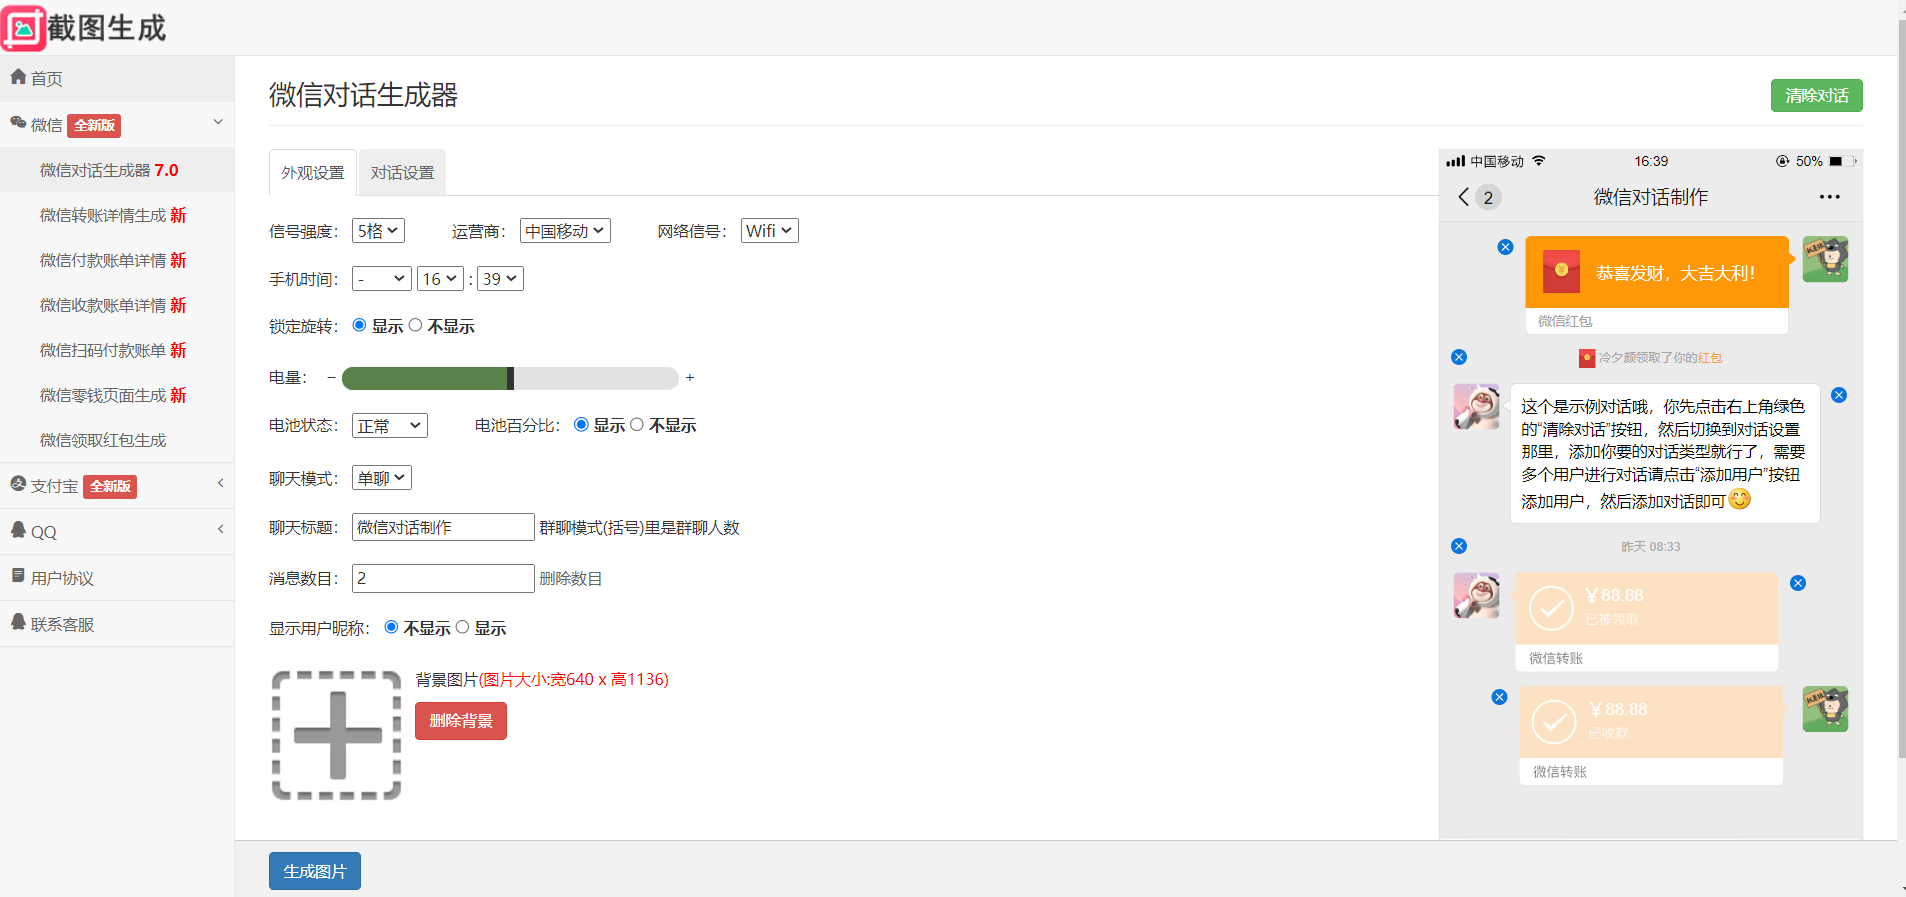 截图生成
首页
微信 全新版
微信对话生成器 7.0
微信转账详情生成 新
微信付款账单详情 新
微信收款账单详情 新
微信扫码付款账单 新
微信零钱页面生成 新
微信领取红包生成
支付宝 全新版
QQ
用户协议
联系客服
微信对话生成器
清除对话
外观设置 对话设置
信号强度： 5格 运营商： 中国移动 网络信号： Wifi
手机时间： - 16 : 39
锁定旋转： 显示 不显示
电量： − +
电池状态： 正常 电池百分比： 显示 不显示
聊天模式： 单聊
聊天标题： 微信对话制作 群聊模式(括号)里是群聊人数
消息数目： 2 删除数目
显示用户昵称： 不显示 显示
背景图片(图片大小:宽640 x 高1136)
删除背景
生成图片
中国移动 16:39 50%
2 微信对话制作
恭喜发财，大吉大利！
微信红包
冷夕颜领取了你的红包
这个是示例对话哦，你先点击右上角绿色
的“清除对话”按钮，然后切换到对话设置
那里，添加你要的对话类型就行了，需要
多个用户进行对话请点击“添加用户”按钮
添加用户，然后添加对话即可
昨天 08:33
￥88.88
已被领取
微信转账
￥88.88
已收款
微信转账